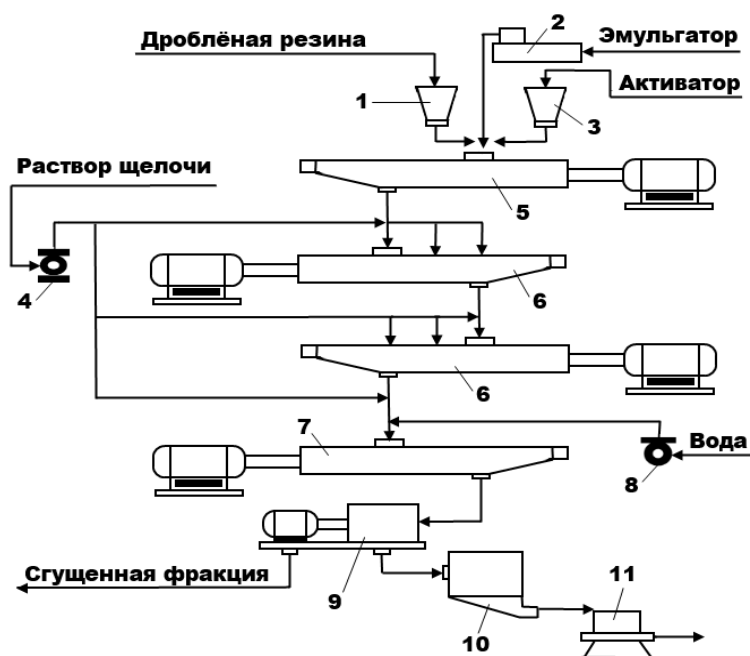 Дроблёная резина
2
Эмульгатор
Активатор
1
3
Раствор щелочи
5
4
6
6
7
Вода
8
Сгущенная фракция
9
10
11